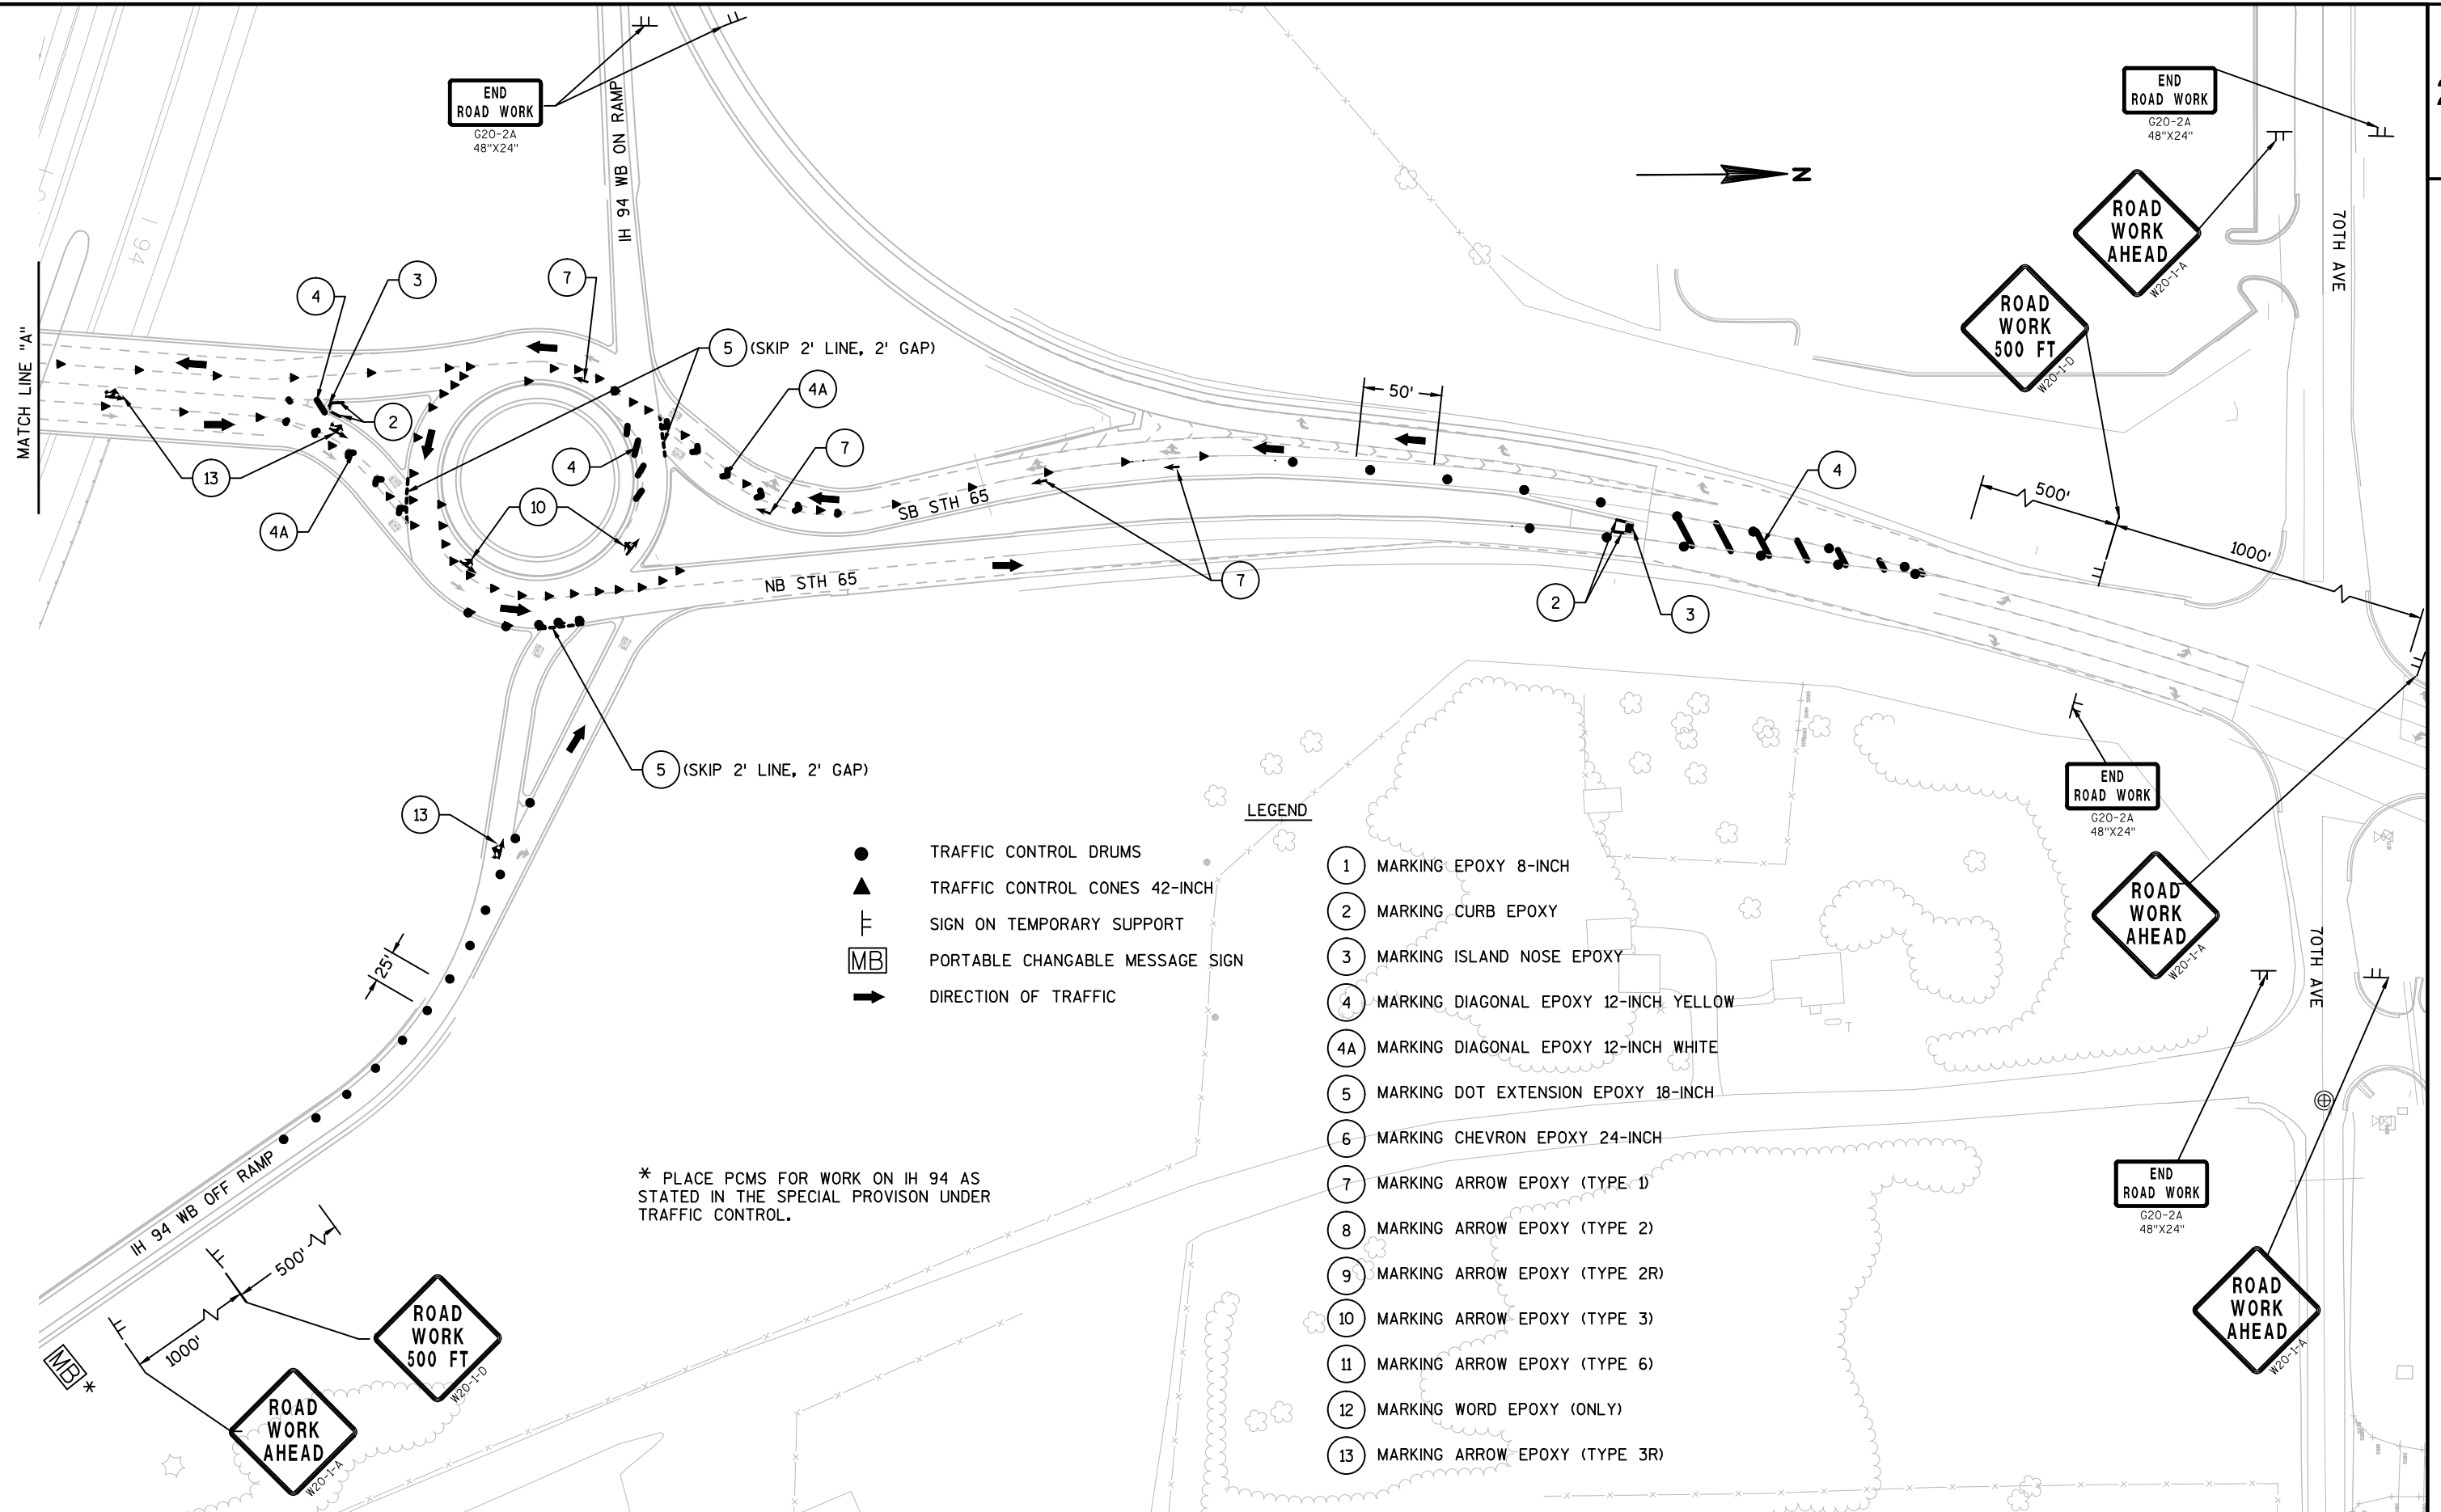 END
ROAD WORK
G20-2A
48"X24"
IH 94 WB ON RAMP
N
END
ROAD WORK
G20-2A
48"X24"
2
ROAD
WORK
AHEAD
W20-1-A
70TH AVE
ROAD
WORK
500 FT
W20-1-D
I 94
MATCH LINE "A"
4
3
7
2
13
5 (SKIP 2' LINE, 2' GAP)
4A
7
4
10
4A
50'
4
500'
1000'
SB STH 65
NB STH 65
7
2
3
5 (SKIP 2' LINE, 2' GAP)
13
25'
END
ROAD WORK
G20-2A
48"X24"
ROAD
WORK
AHEAD
W20-1-A
70TH AVE
END
ROAD WORK
G20-2A
48"X24"
ROAD
WORK
AHEAD
W20-1-A
LEGEND
TRAFFIC CONTROL DRUMS
TRAFFIC CONTROL CONES 42-INCH
SIGN ON TEMPORARY SUPPORT
MB PORTABLE CHANGABLE MESSAGE SIGN
DIRECTION OF TRAFFIC
1 MARKING EPOXY 8-INCH
2 MARKING CURB EPOXY
3 MARKING ISLAND NOSE EPOXY
4 MARKING DIAGONAL EPOXY 12-INCH YELLOW
4A MARKING DIAGONAL EPOXY 12-INCH WHITE
5 MARKING DOT EXTENSION EPOXY 18-INCH
6 MARKING CHEVRON EPOXY 24-INCH
7 MARKING ARROW EPOXY (TYPE 1)
8 MARKING ARROW EPOXY (TYPE 2)
9 MARKING ARROW EPOXY (TYPE 2R)
10 MARKING ARROW EPOXY (TYPE 3)
11 MARKING ARROW EPOXY (TYPE 6)
12 MARKING WORD EPOXY (ONLY)
13 MARKING ARROW EPOXY (TYPE 3R)
* PLACE PCMS FOR WORK ON IH 94 AS
STATED IN THE SPECIAL PROVISON UNDER
TRAFFIC CONTROL.
IH 94 WB OFF RAMP
500'
1000'
MB *
ROAD
WORK
500 FT
W20-1-D
ROAD
WORK
AHEAD
W20-1-A